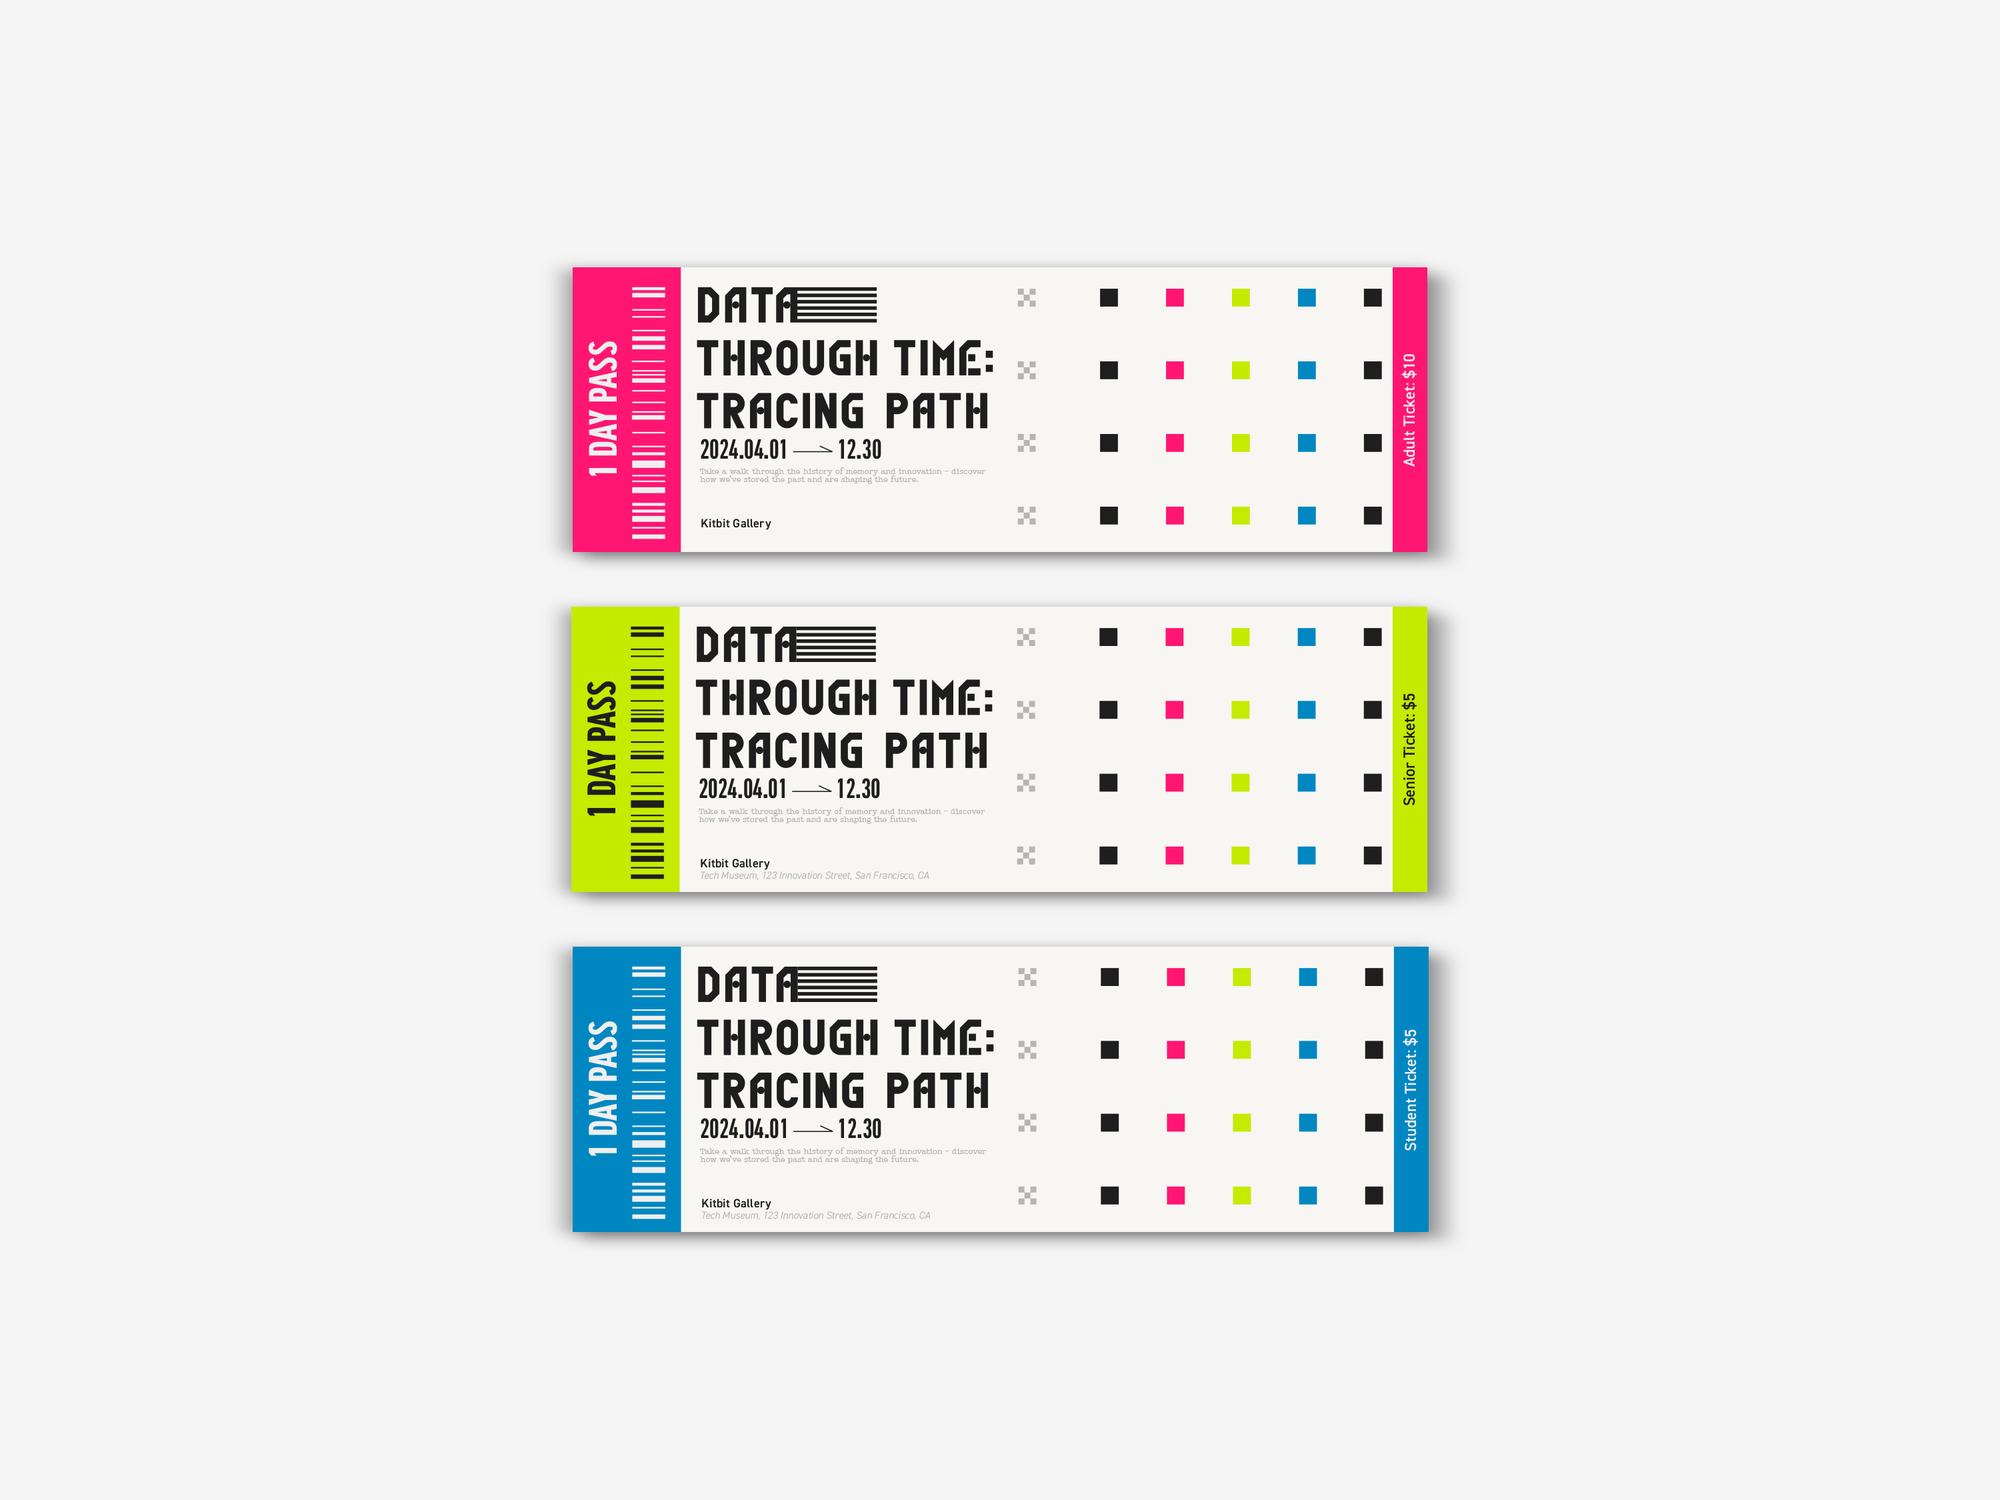 1 DAY PASS
DATA
THROUGH TIME:
TRACING PATH
2024.04.01 12.30
Take a walk through the history of memory and innovation – discover
how we've stored the past and are shaping the future.
Kitbit Gallery
Adult Ticket: $10
1 DAY PASS
DATA
THROUGH TIME:
TRACING PATH
2024.04.01 12.30
Take a walk through the history of memory and innovation – discover
how we've stored the past and are shaping the future.
Kitbit Gallery
Tech Museum, 123 Innovation Street, San Francisco, CA
Senior Ticket: $5
1 DAY PASS
DATA
THROUGH TIME:
TRACING PATH
2024.04.01 12.30
Take a walk through the history of memory and innovation – discover
how we've stored the past and are shaping the future.
Kitbit Gallery
Tech Museum, 123 Innovation Street, San Francisco, CA
Student Ticket: $5